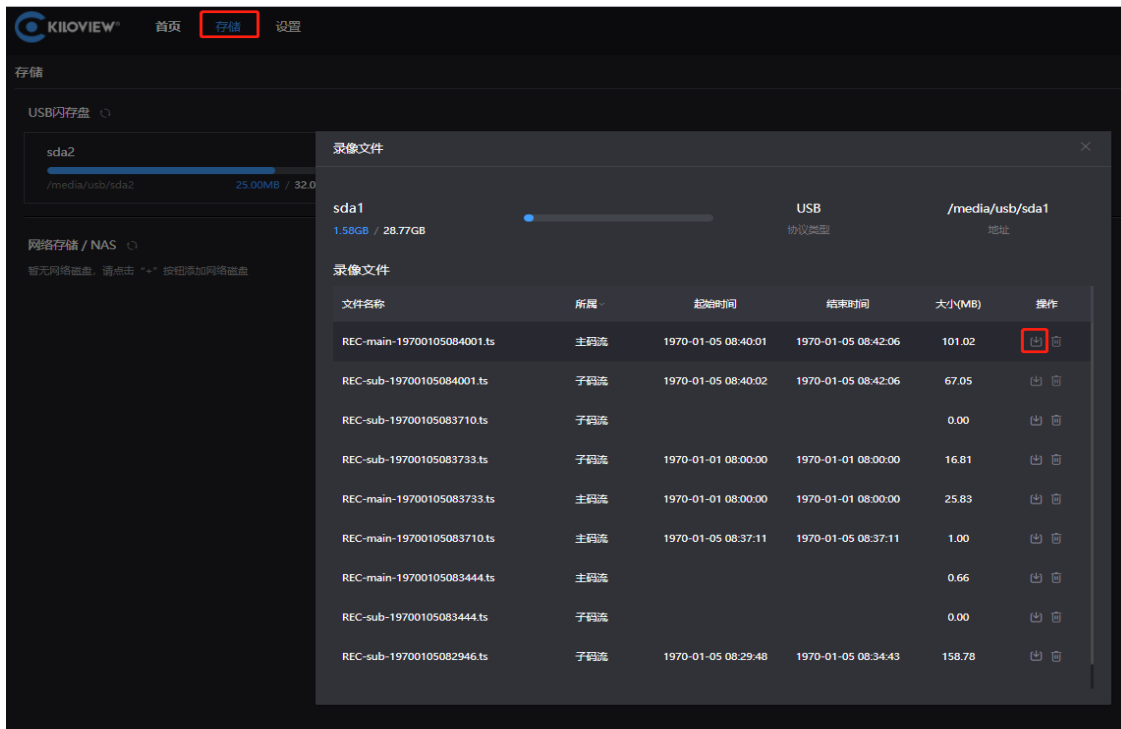 KILOVIEW® 首页 存储 设置
存储
USB闪存盘
sda2
/media/usb/sda2 25.00MB / 32.0
网络存储 / NAS
暂无网络磁盘，请点击 "+" 按钮添加网络磁盘
录像文件
sda1 USB /media/usb/sda1
1.58GB / 28.77GB 协议类型 地址
录像文件
文件名称 所属 起始时间 结束时间 大小(MB) 操作
REC-main-19700105084001.ts 主码流 1970-01-05 08:40:01 1970-01-05 08:42:06 101.02
REC-sub-19700105084001.ts 子码流 1970-01-05 08:40:02 1970-01-05 08:42:06 67.05
REC-sub-19700105083710.ts 子码流 0.00
REC-sub-19700105083733.ts 子码流 1970-01-01 08:00:00 1970-01-01 08:00:00 16.81
REC-main-19700105083733.ts 主码流 1970-01-01 08:00:00 1970-01-01 08:00:00 25.83
REC-main-19700105083710.ts 主码流 1970-01-05 08:37:11 1970-01-05 08:37:11 1.00
REC-main-19700105083444.ts 主码流 0.66
REC-sub-19700105083444.ts 子码流 0.00
REC-sub-19700105082946.ts 子码流 1970-01-05 08:29:48 1970-01-05 08:34:43 158.78